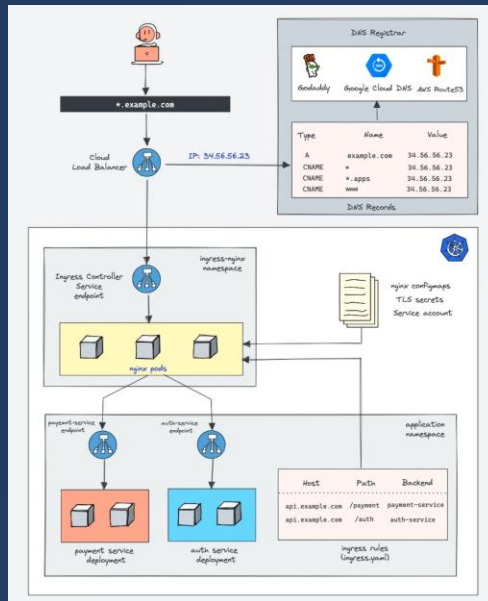 DNS Registrar
Godaddy
Google Cloud DNS
AWS Route53
*.example.com
Cloud
Load Balancer
IP: 34.56.56.23
Type Name Value
A example.com 34.56.56.23
CNAME * 34.56.56.23
CNAME *.apps 34.56.56.23
CNAME www 34.56.56.23
DNS Records
ingress-nginx
namespace
Ingress Controller
Service
endpoint
nginx pods
nginx configmaps
TLS secrets
Service account
payemnt-service
endpoint
auth-service
endpoint
application
namespace
payment service
deployment
auth service
deployment
Host Path Backend
api.example.com /payment payment-service
api.example.com /auth auth-service
ingress rules
(ingress.yaml)